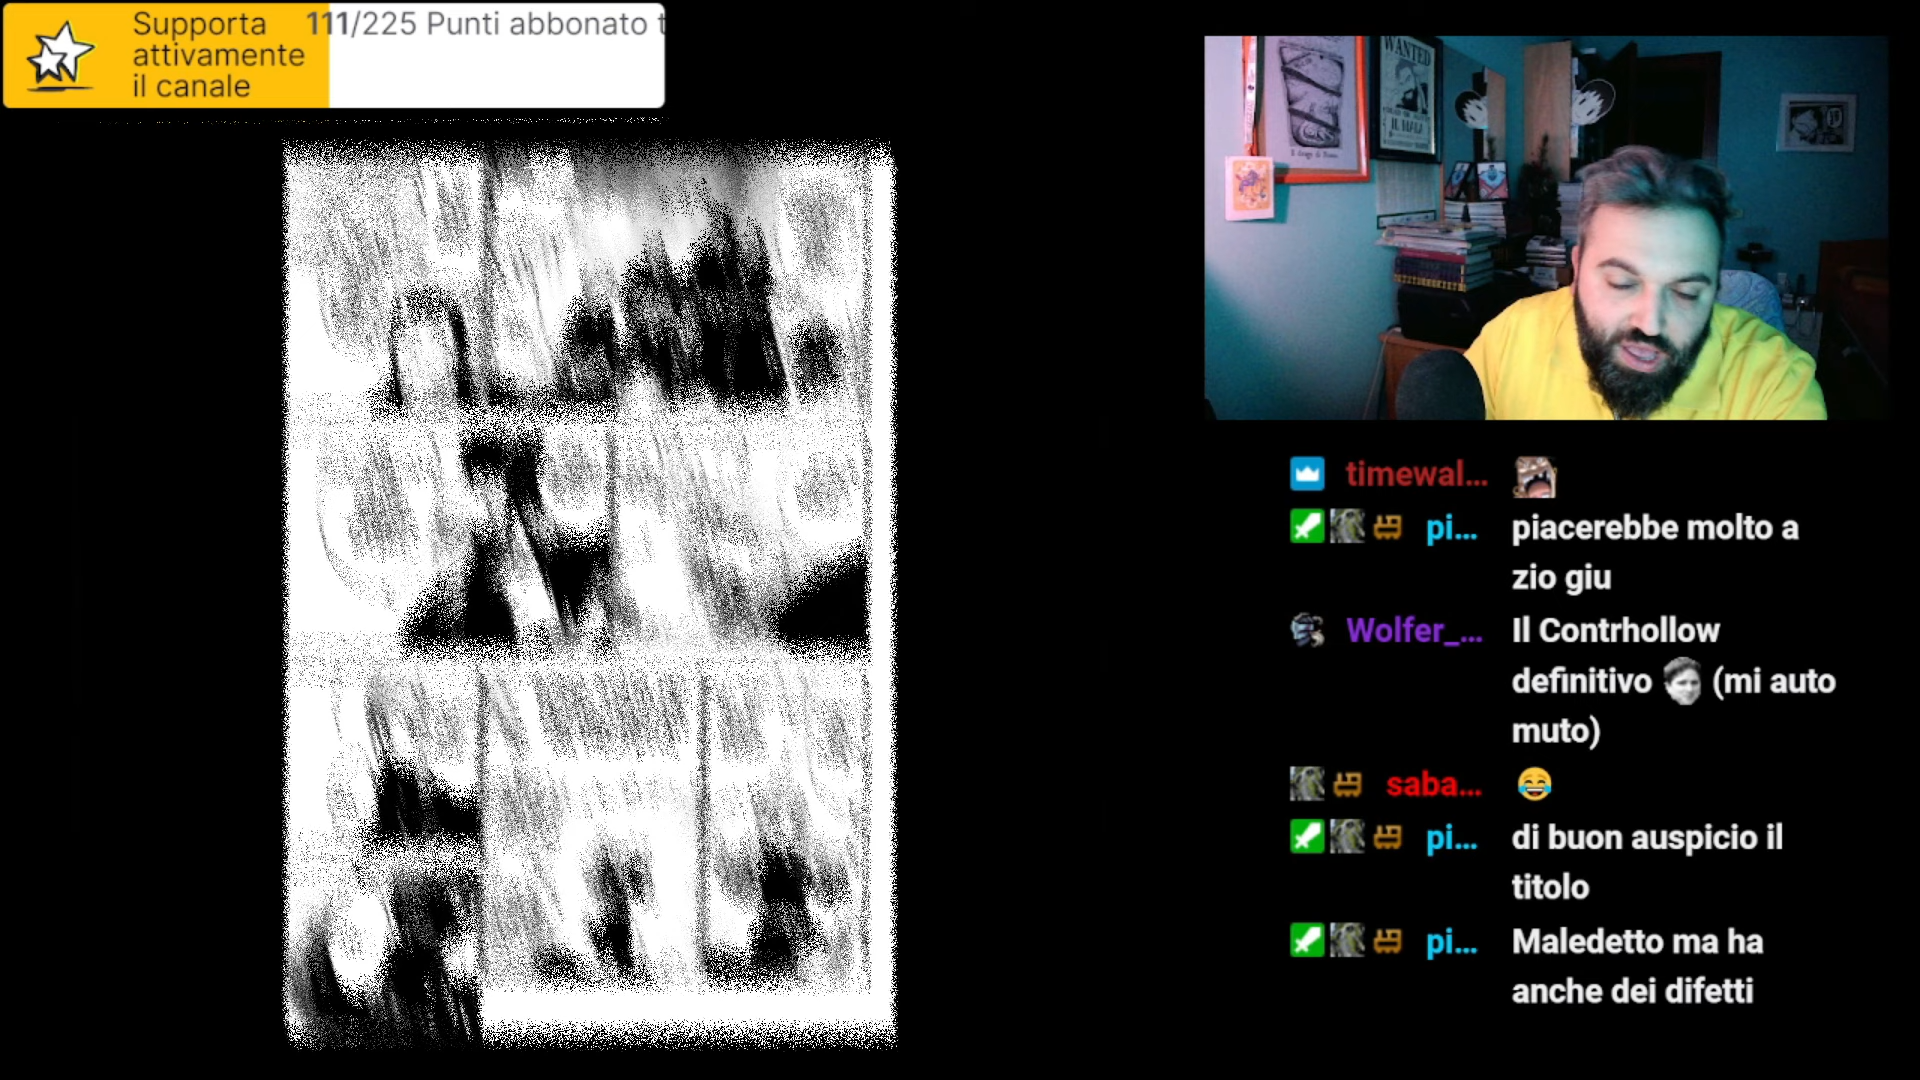 Supporta
attivamente
il canale
111/225 Punti abbonato t
WANTED
timewal...
pi... piacerebbe molto a
zio giu
Wolfer_... Il Contrhollow
definitivo (mi auto
muto)
saba... 😂
pi... di buon auspicio il
titolo
pi... Maledetto ma ha
anche dei difetti